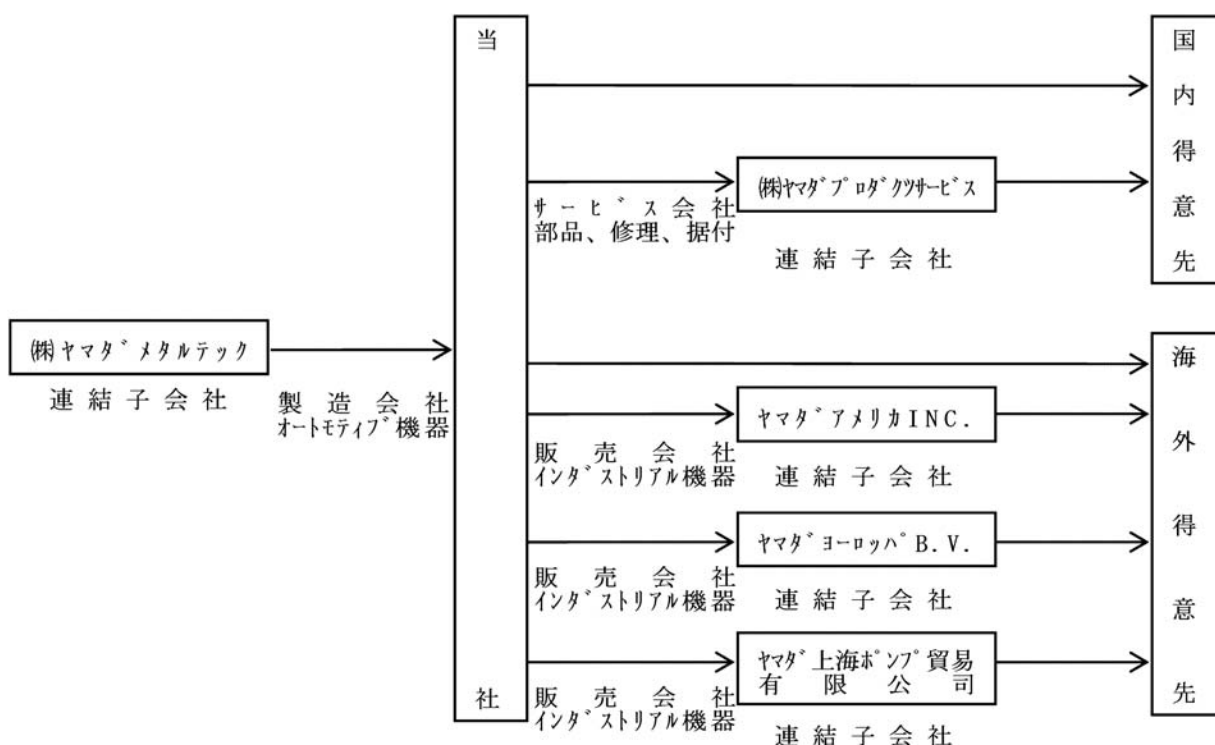 当社
国内得意先
㈱ﾔﾏﾀﾞﾌﾟﾛﾀﾞｸﾂｻｰﾋﾞｽ
サービス会社
部品、修理、据付
連結子会社
㈱ﾔﾏﾀﾞﾒﾀﾙﾃｯｸ
連結子会社
製造会社
ｵｰﾄﾓﾃｨﾌﾞ機器
海外得意先
ﾔﾏﾀﾞｱﾒﾘｶINC.
販売会社
ｲﾝﾀﾞｽﾄﾘｱﾙ機器
連結子会社
ﾔﾏﾀﾞﾖｰﾛｯﾊﾟB.V.
販売会社
ｲﾝﾀﾞｽﾄﾘｱﾙ機器
連結子会社
ﾔﾏﾀﾞ上海ﾎﾟﾝﾌﾟ貿易
有限公司
販売会社
ｲﾝﾀﾞｽﾄﾘｱﾙ機器
連結子会社